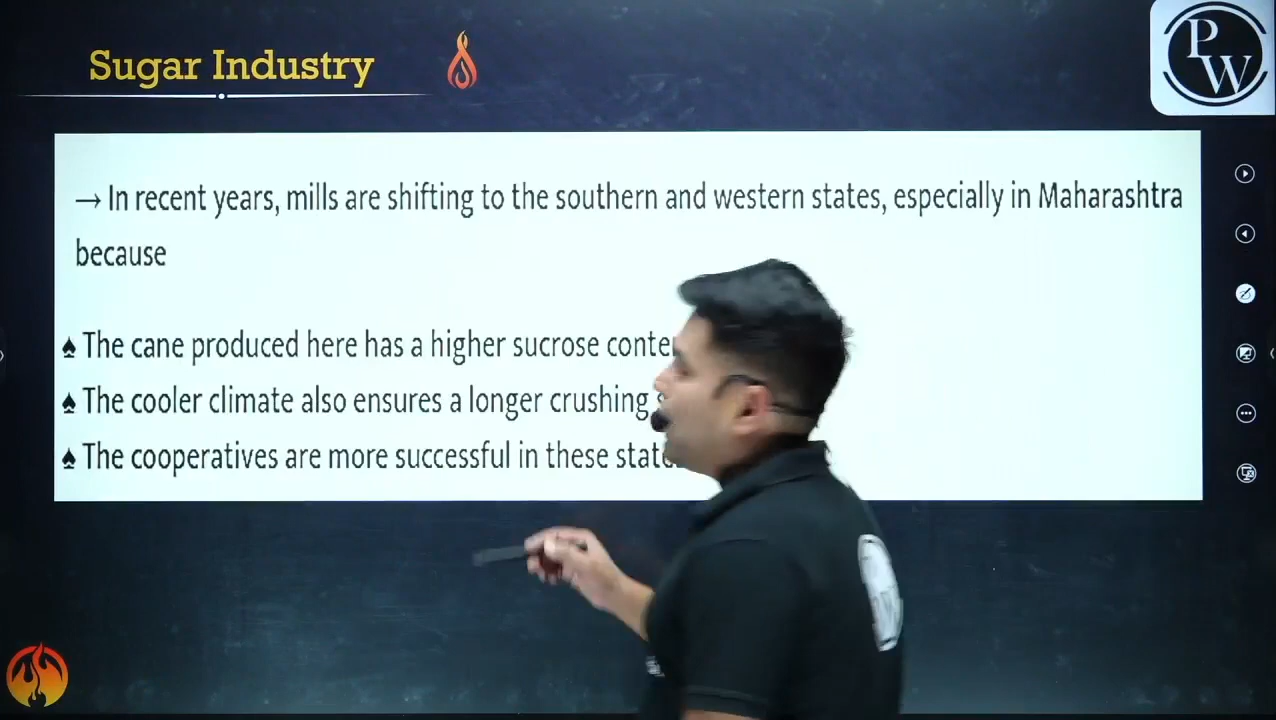 Sugar Industry
PW
→ In recent years, mills are shifting to the southern and western states, especially in Maharashtra
because
♠ The cane produced here has a higher sucrose
♠ The cooler climate also ensures a longer crushing
♠ The cooperatives are more successful in these